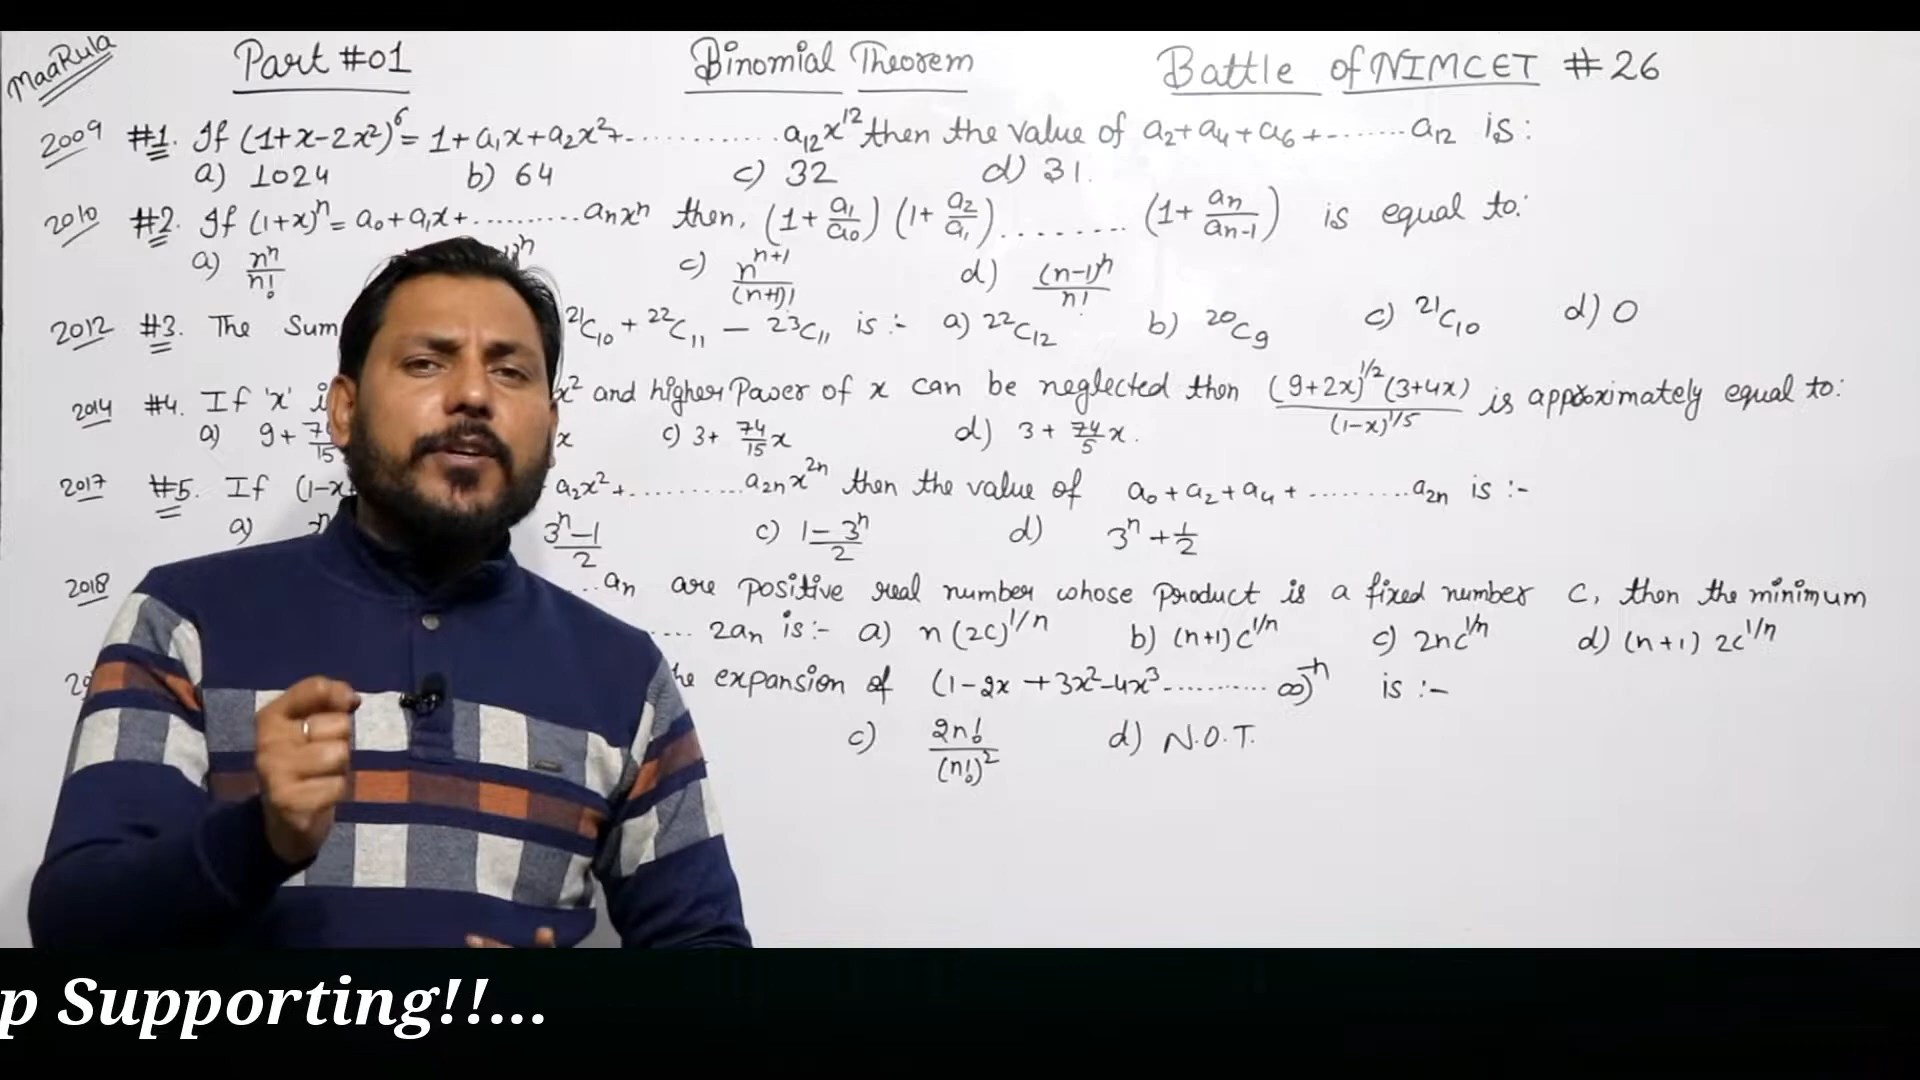 MaaRula
Part #01 Binomial Theorem Battle of NIMCET #26
2009 #1. If (1+x-2x²)⁶ = 1+a₁x+a₂x²+............a₁₂x¹² then the value of a₂+a₄+a₆+.......a₁₂ is:
a) 1024 b) 64 c) 32 d) 31.
2010 #2. If (1+x)ⁿ = a₀+a₁x+..........aₙxⁿ then, (1+a₁/a₀)(1+a₂/a₁)........(1+aₙ/aₙ₋₁) is equal to:
a) nⁿ/n! c) nⁿ⁺¹/(n+1)! d) (n-1)ⁿ/n!
2012 #3. The Sum ²¹C₁₀ + ²²C₁₁ - ²³C₁₁ is :- a) ²²C₁₂ b) ²⁰C₉ c) ²¹C₁₀ d) 0
2014 #4. If 'x' x² and higher Power of x can be neglected then (9+2x)^1/2 (3+4x)/(1-x)^1/5 is approximately equal to:
a) 9+ x c) 3+ 74/15 x d) 3+ 74/5 x.
2017 #5. If (1-x a₂x²+..........a₂ₙx²ⁿ then the value of a₀+a₂+a₄+.........a₂ₙ is :-
a) 3ⁿ-1/2 c) 1-3ⁿ/2 d) 3ⁿ+1/2
2018 ..aₙ are positive real number whose product is a fixed number c, then the minimum
.... 2aₙ is:- a) n(2c)^1/n b) (n+1)c^1/n c) 2nc^1/n d) (n+1) 2c^1/n
expansion of (1-2x+3x²-4x³...........∞)⁻ⁿ is :-
c) 2n!/(n!)² d) N.O.T.
p Supporting!!...